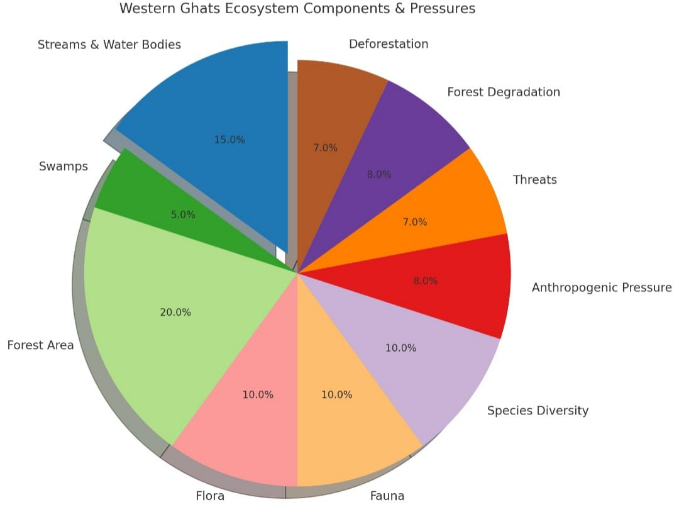 Western Ghats Ecosystem Components & Pressures
Streams & Water Bodies
15.0%
Swamps
5.0%
Forest Area
20.0%
Flora
10.0%
Fauna
10.0%
Species Diversity
10.0%
Anthropogenic Pressure
8.0%
Threats
7.0%
Forest Degradation
8.0%
Deforestation
7.0%